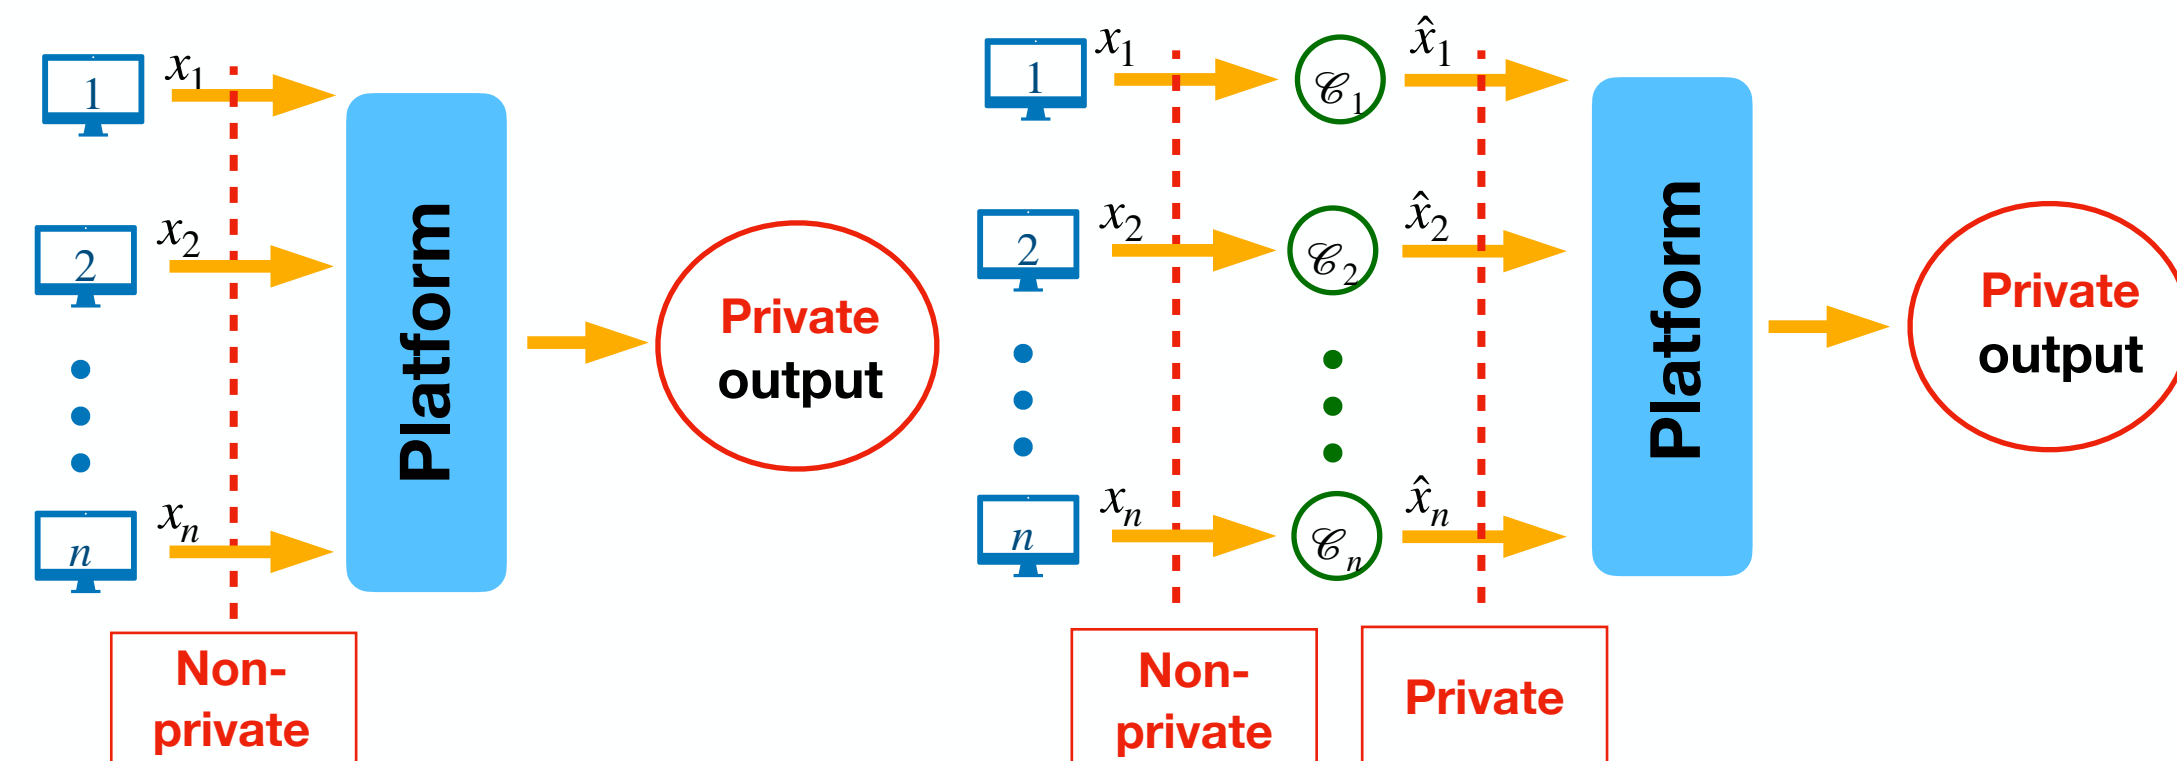 1
x₁
2
x₂
n
xₙ
Platform
Private
output
Non-
private
1
x₁
𝒞₁
x̂₁
2
x₂
𝒞₂
x̂₂
n
xₙ
𝒞ₙ
x̂ₙ
Platform
Private
output
Non-
private
Private